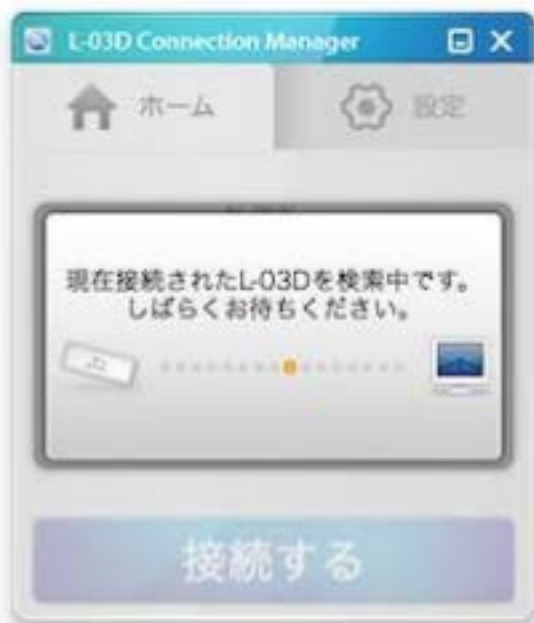 L-03D Connection Manager
ホーム
設定
現在接続されたL-03Dを検索中です。
しばらくお待ちください。
接続する